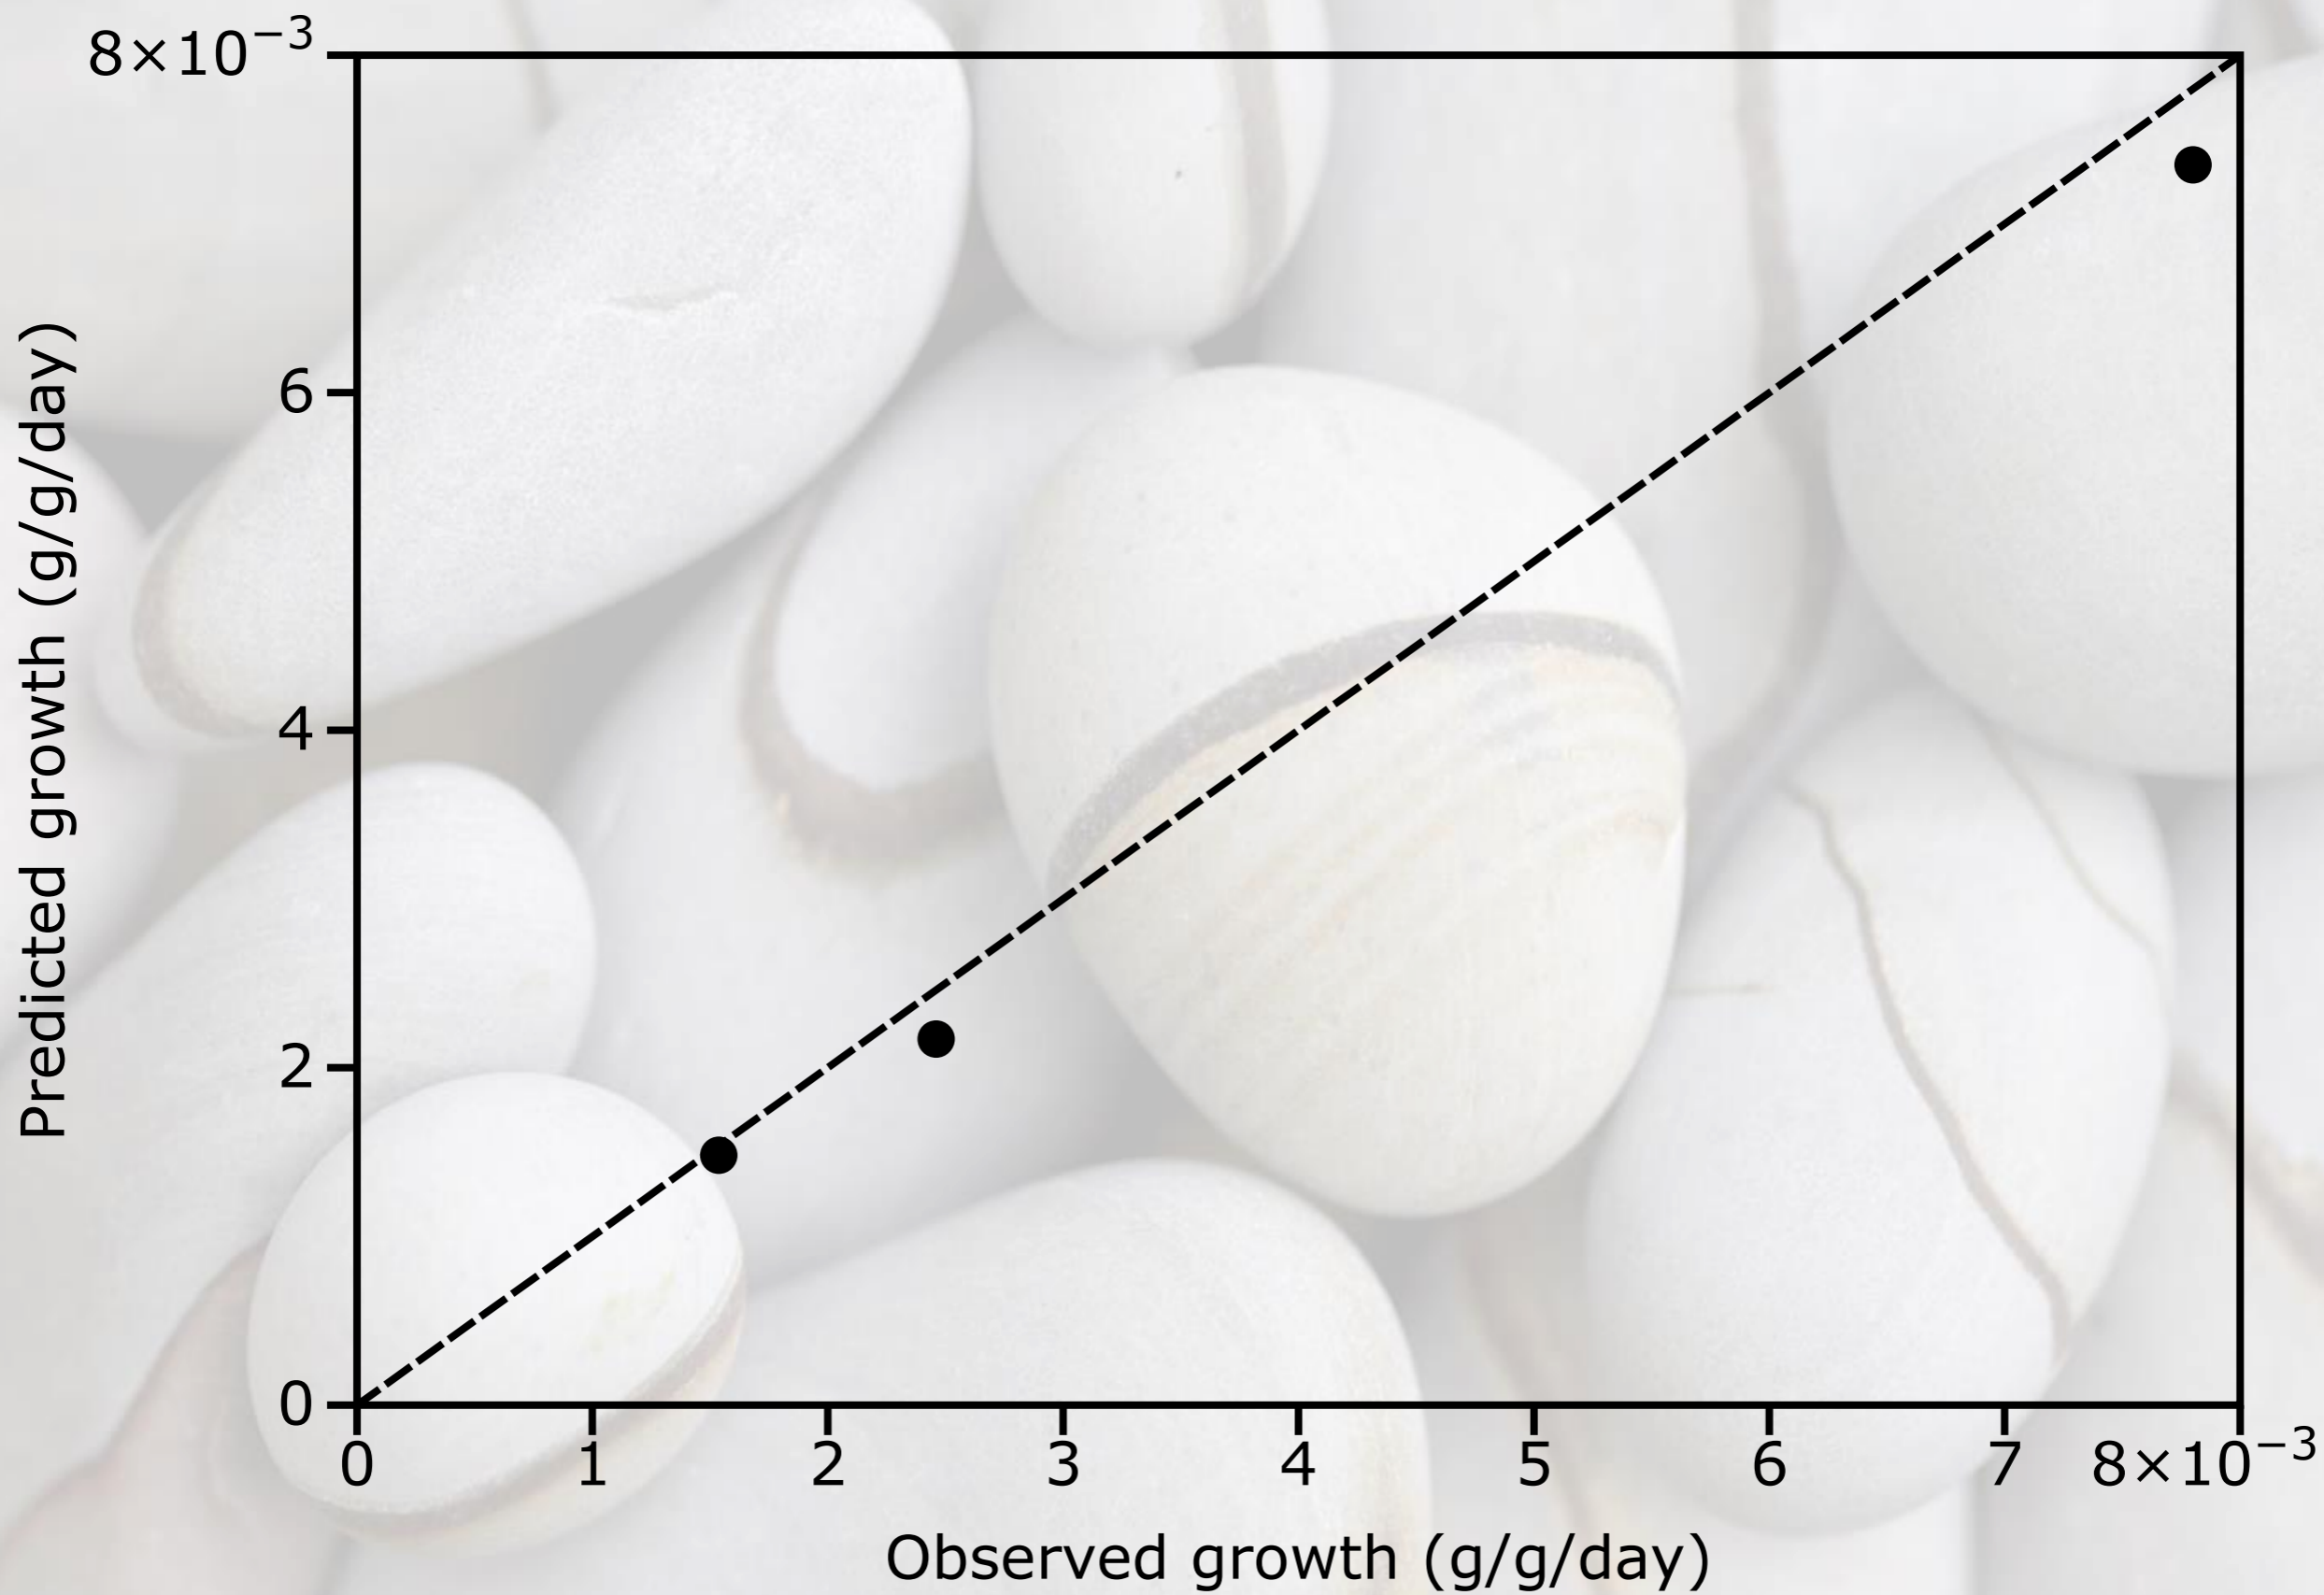 8×10⁻³
6
4
2
0
Predicted growth (g/g/day)
0 1 2 3 4 5 6 7 8×10⁻³
Observed growth (g/g/day)